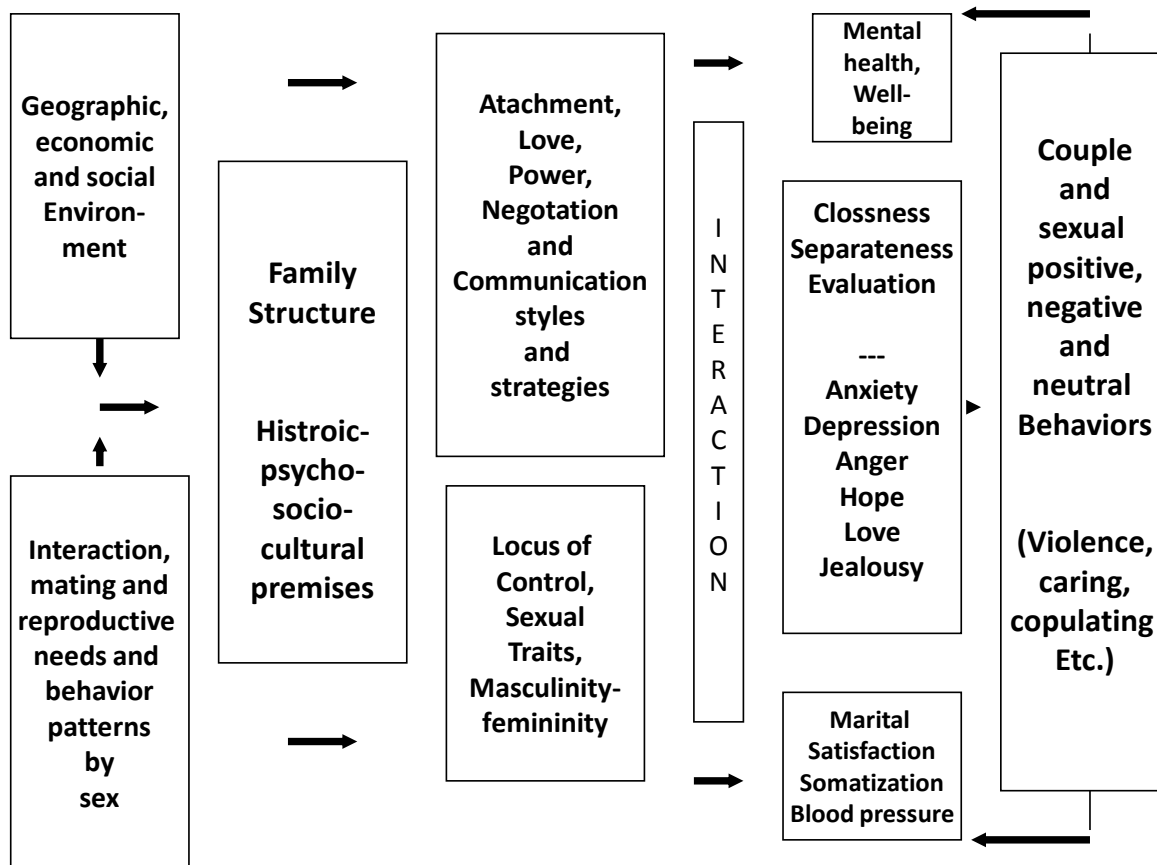 Geographic,
economic
and social
Environ-
ment
Interaction,
mating and
reproductive
needs and
behavior
patterns
by
sex
Family
Structure
Histroic-
psycho-
socio-
cultural
premises
Atachment,
Love,
Power,
Negotation
and
Communication
styles
and
strategies
Locus of
Control,
Sexual
Traits,
Masculinity-
femininity
I
N
T
E
R
A
C
T
I
O
N
Mental
health,
Well-
being
Clossness
Separateness
Evaluation
---
Anxiety
Depression
Anger
Hope
Love
Jealousy
Marital
Satisfaction
Somatization
Blood pressure
Couple
and
sexual
positive,
negative
and
neutral
Behaviors
(Violence,
caring,
copulating
Etc.)